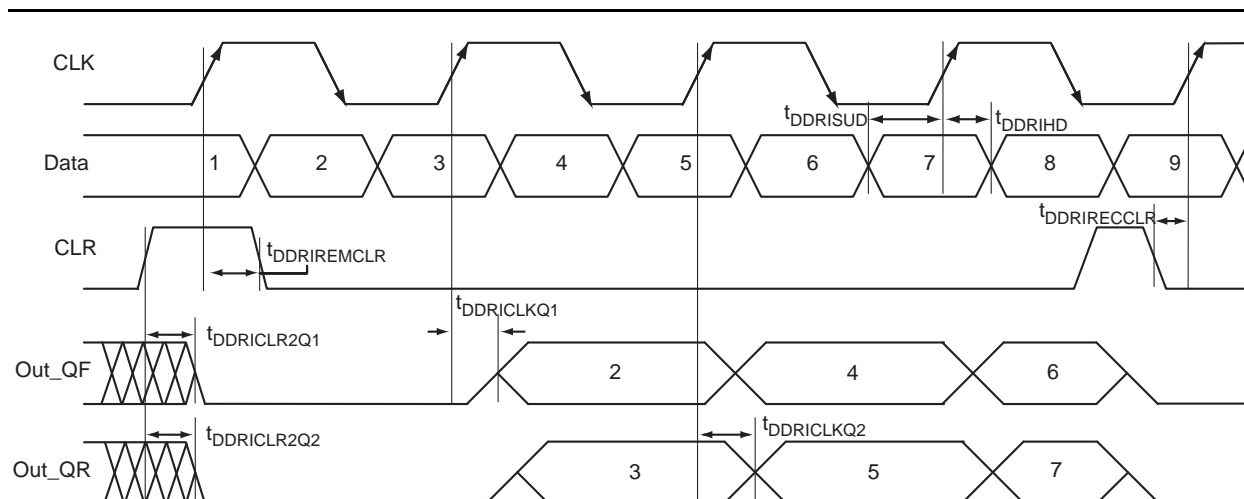 CLK
tDDRISUD
tDDRIHD
Data
1 2 3 4 5 6 7 8 9
tDDRIRECCLR
CLR
tDDRIREMCLR
tDDRICLKQ1
tDDRICLR2Q1
Out_QF
2 4 6
tDDRICLR2Q2
tDDRICLKQ2
Out_QR
3 5 7